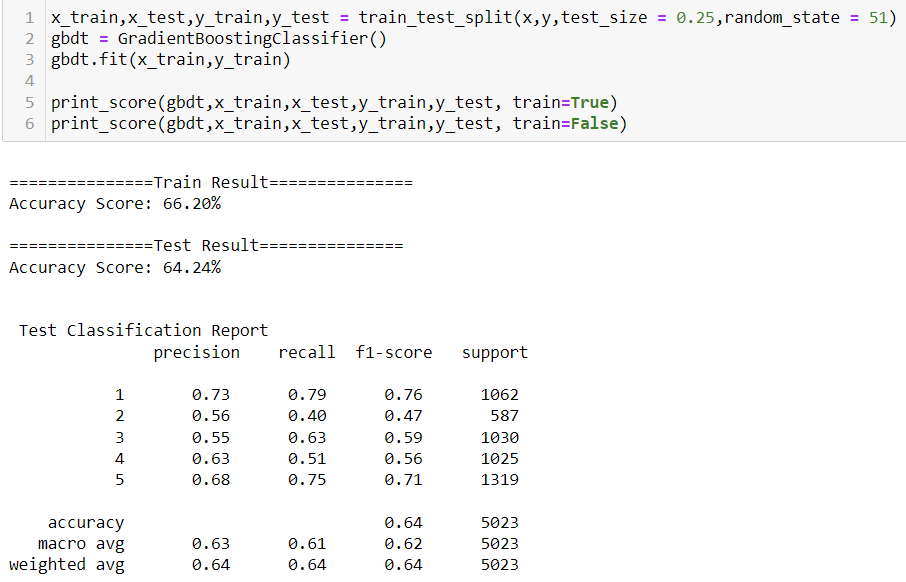 1 x_train,x_test,y_train,y_test = train_test_split(x,y,test_size = 0.25,random_state = 51)
2 gbdt = GradientBoostingClassifier()
3 gbdt.fit(x_train,y_train)
4
5 print_score(gbdt,x_train,x_test,y_train,y_test, train=True)
6 print_score(gbdt,x_train,x_test,y_train,y_test, train=False)
===============Train Result===============
Accuracy Score: 66.20%
===============Test Result===============
Accuracy Score: 64.24%
Test Classification Report
precision recall f1-score support
1 0.73 0.79 0.76 1062
2 0.56 0.40 0.47 587
3 0.55 0.63 0.59 1030
4 0.63 0.51 0.56 1025
5 0.68 0.75 0.71 1319
accuracy 0.64 5023
macro avg 0.63 0.61 0.62 5023
weighted avg 0.64 0.64 0.64 5023